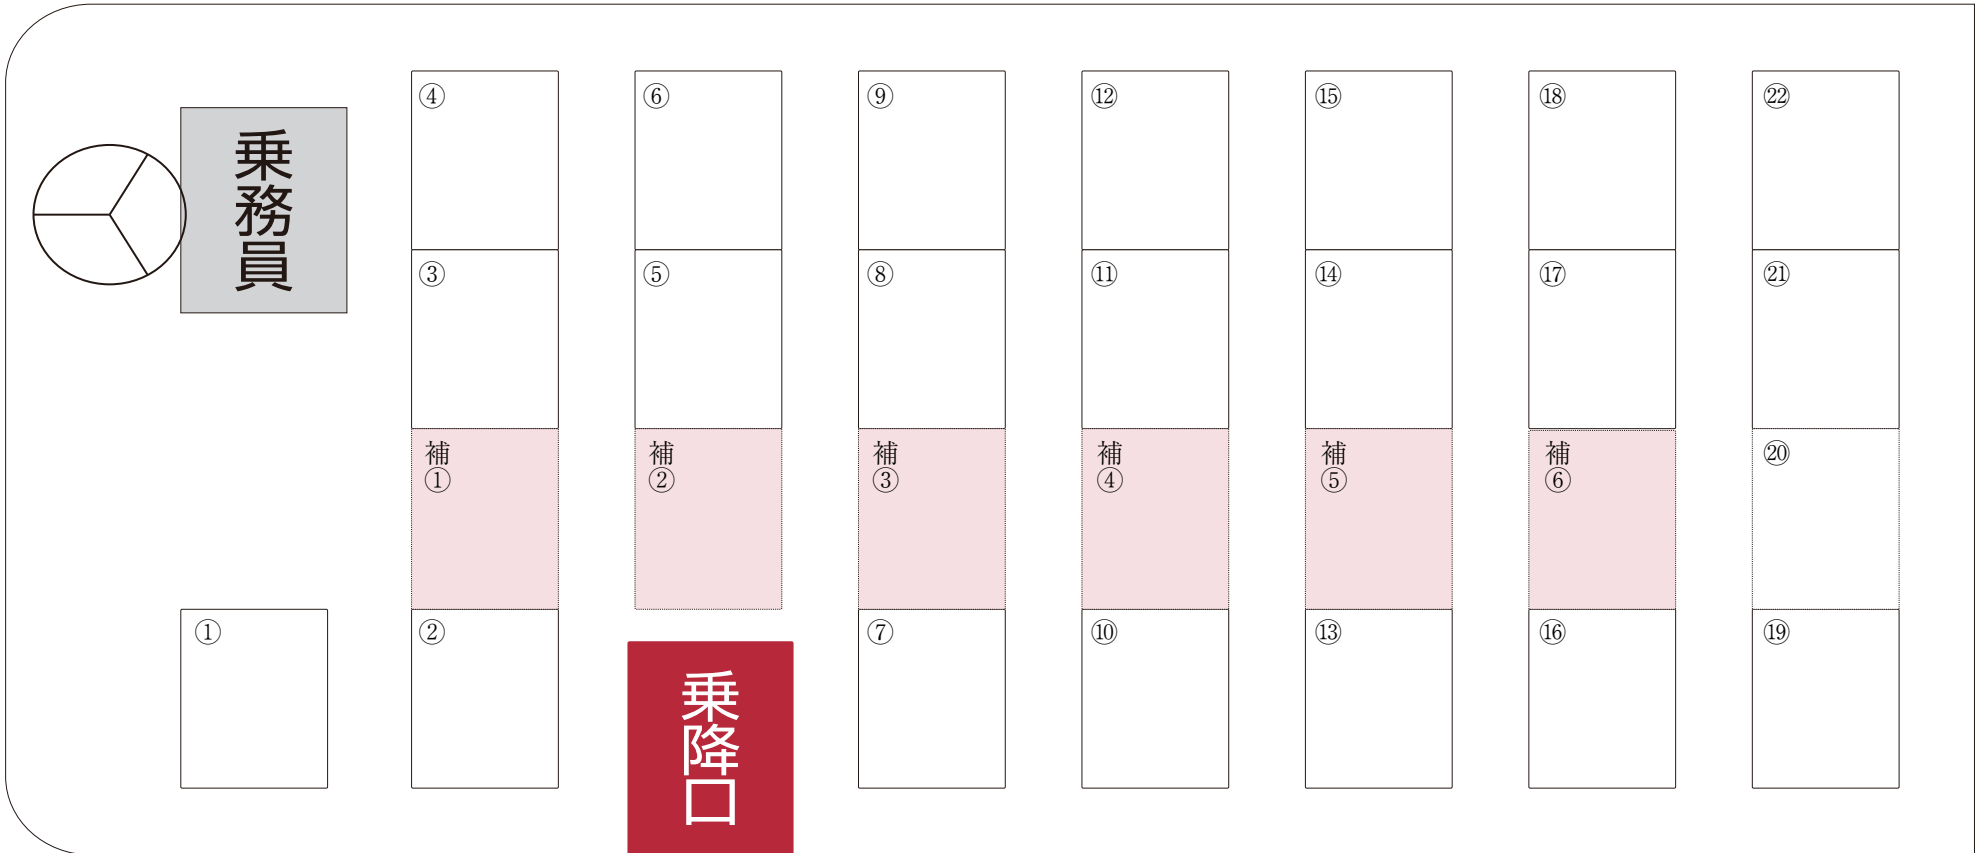 ④
⑥
⑨
⑫
⑮
⑱
㉒
乗務員
③
⑤
⑧
⑪
⑭
⑰
㉑
補①
補②
補③
補④
補⑤
補⑥
⑳
①
②
乗降口
⑦
⑩
⑬
⑯
⑲